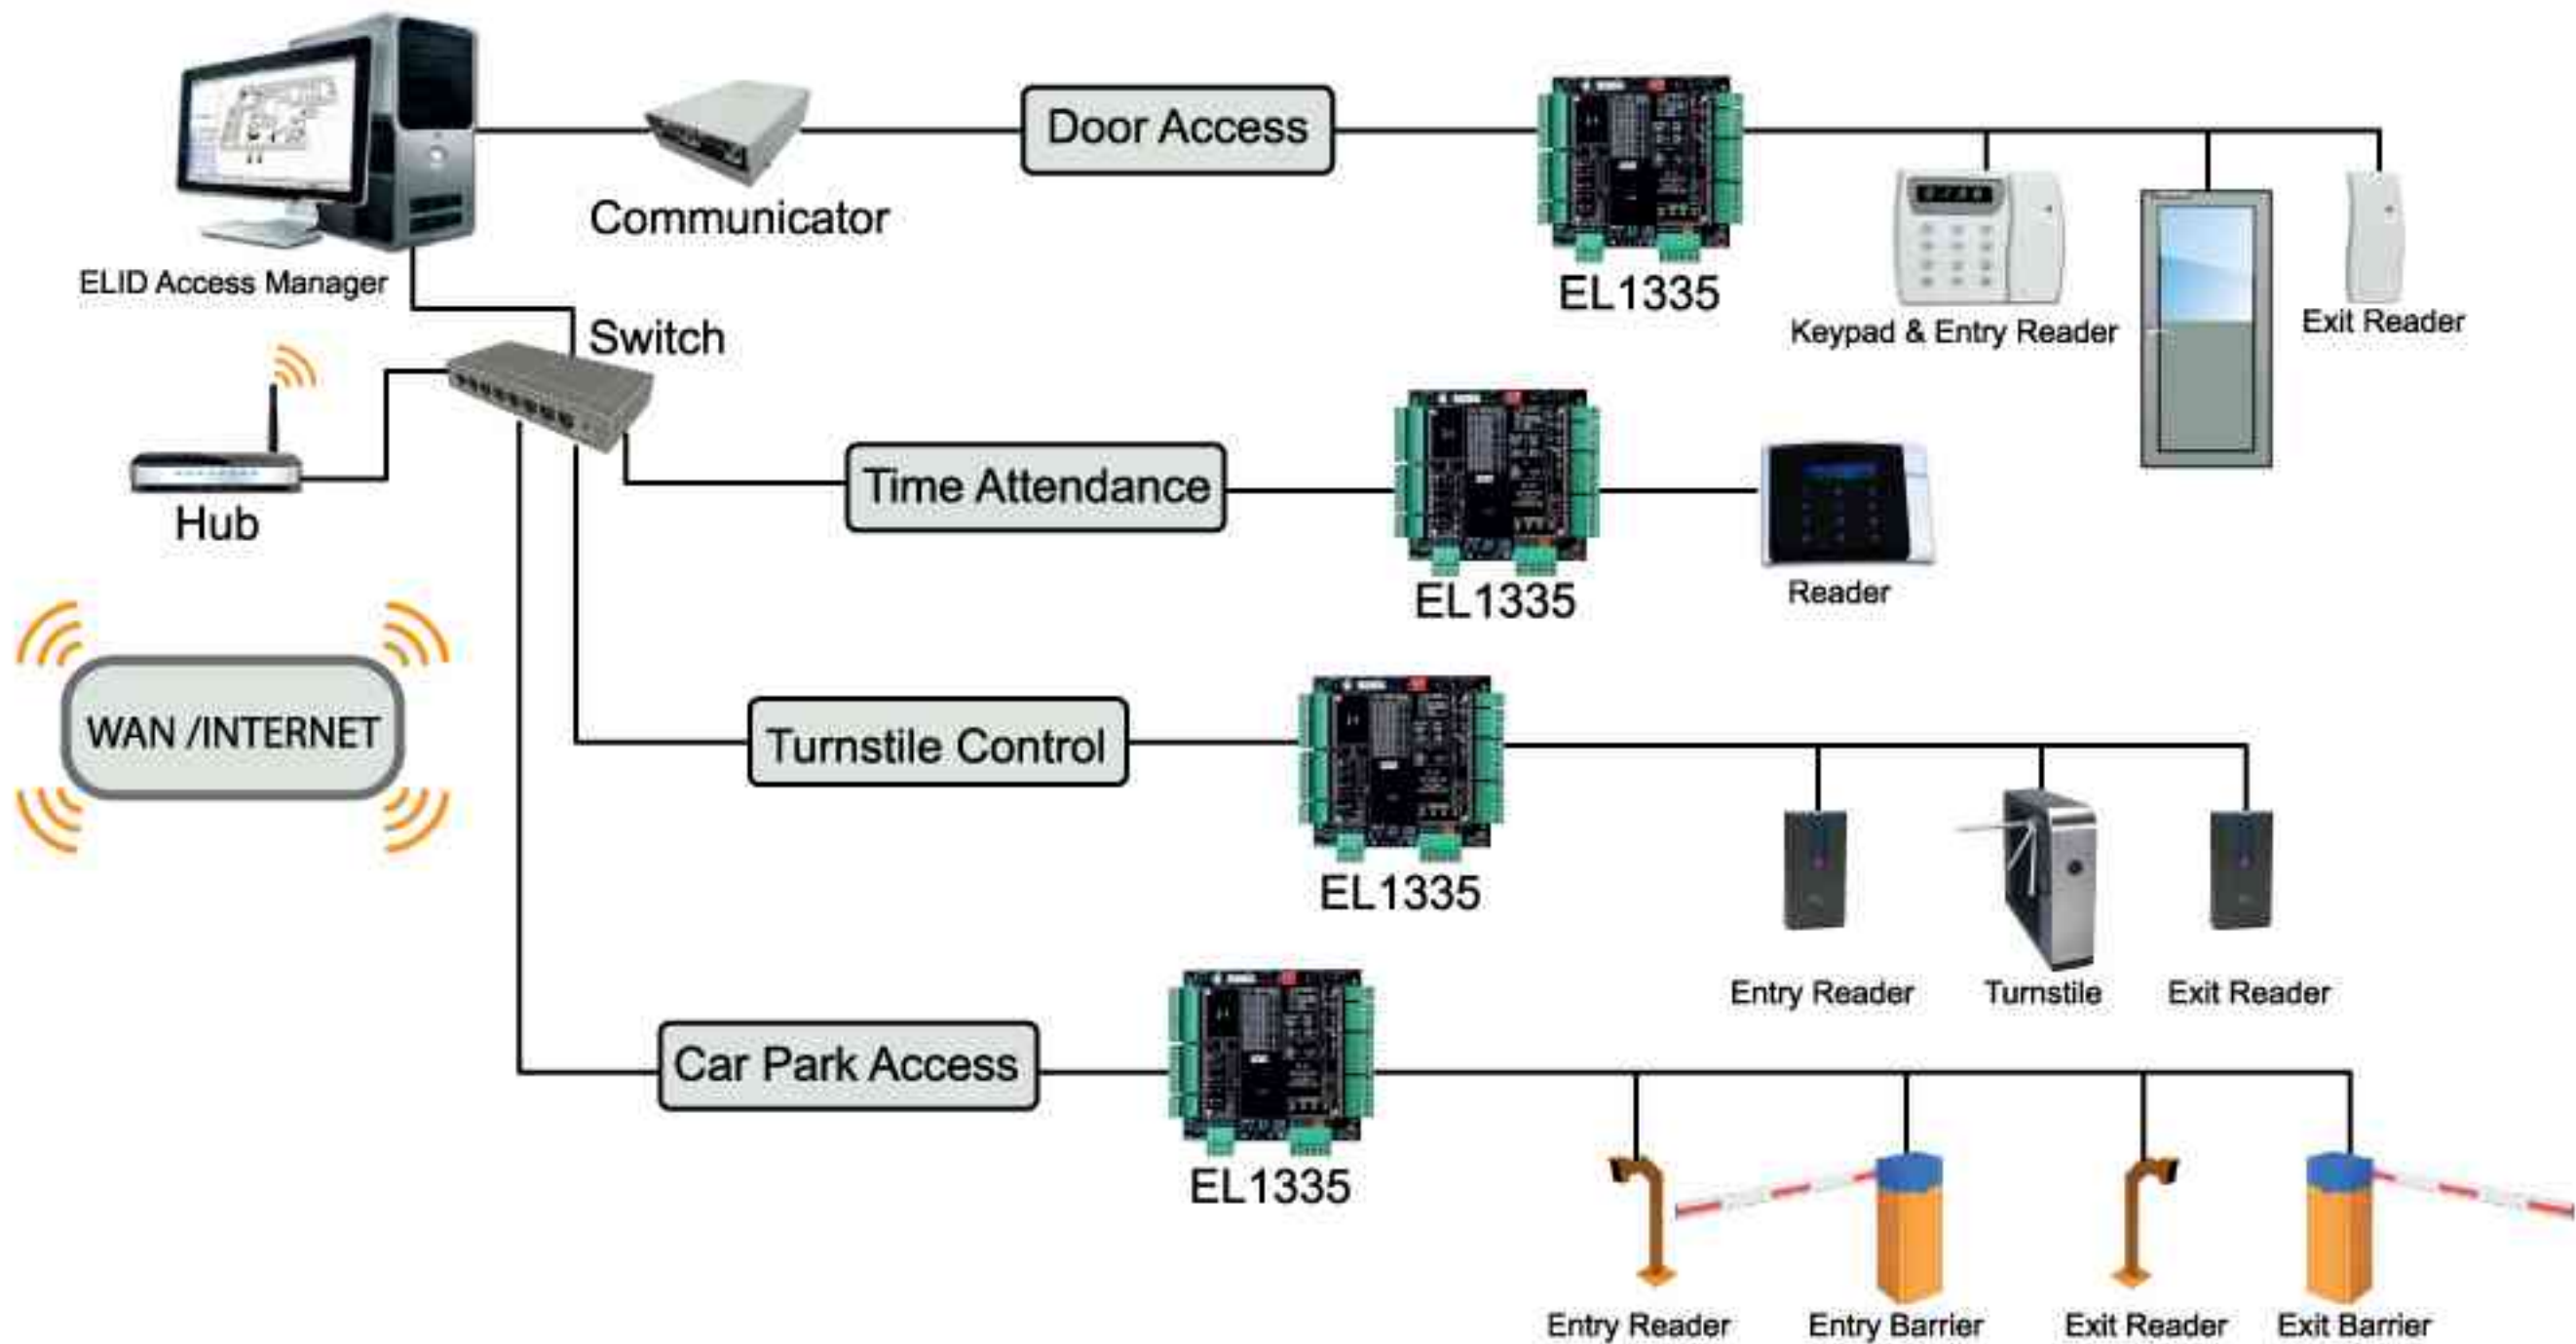 Door Access
Communicator
ELID Access Manager
EL1335
Keypad & Entry Reader
Exit Reader
Switch
Time Attendance
Hub
EL1335
Reader
WAN /INTERNET
Turnstile Control
EL1335
Entry Reader
Turnstile
Exit Reader
Car Park Access
EL1335
Entry Reader
Entry Barrier
Exit Reader
Exit Barrier